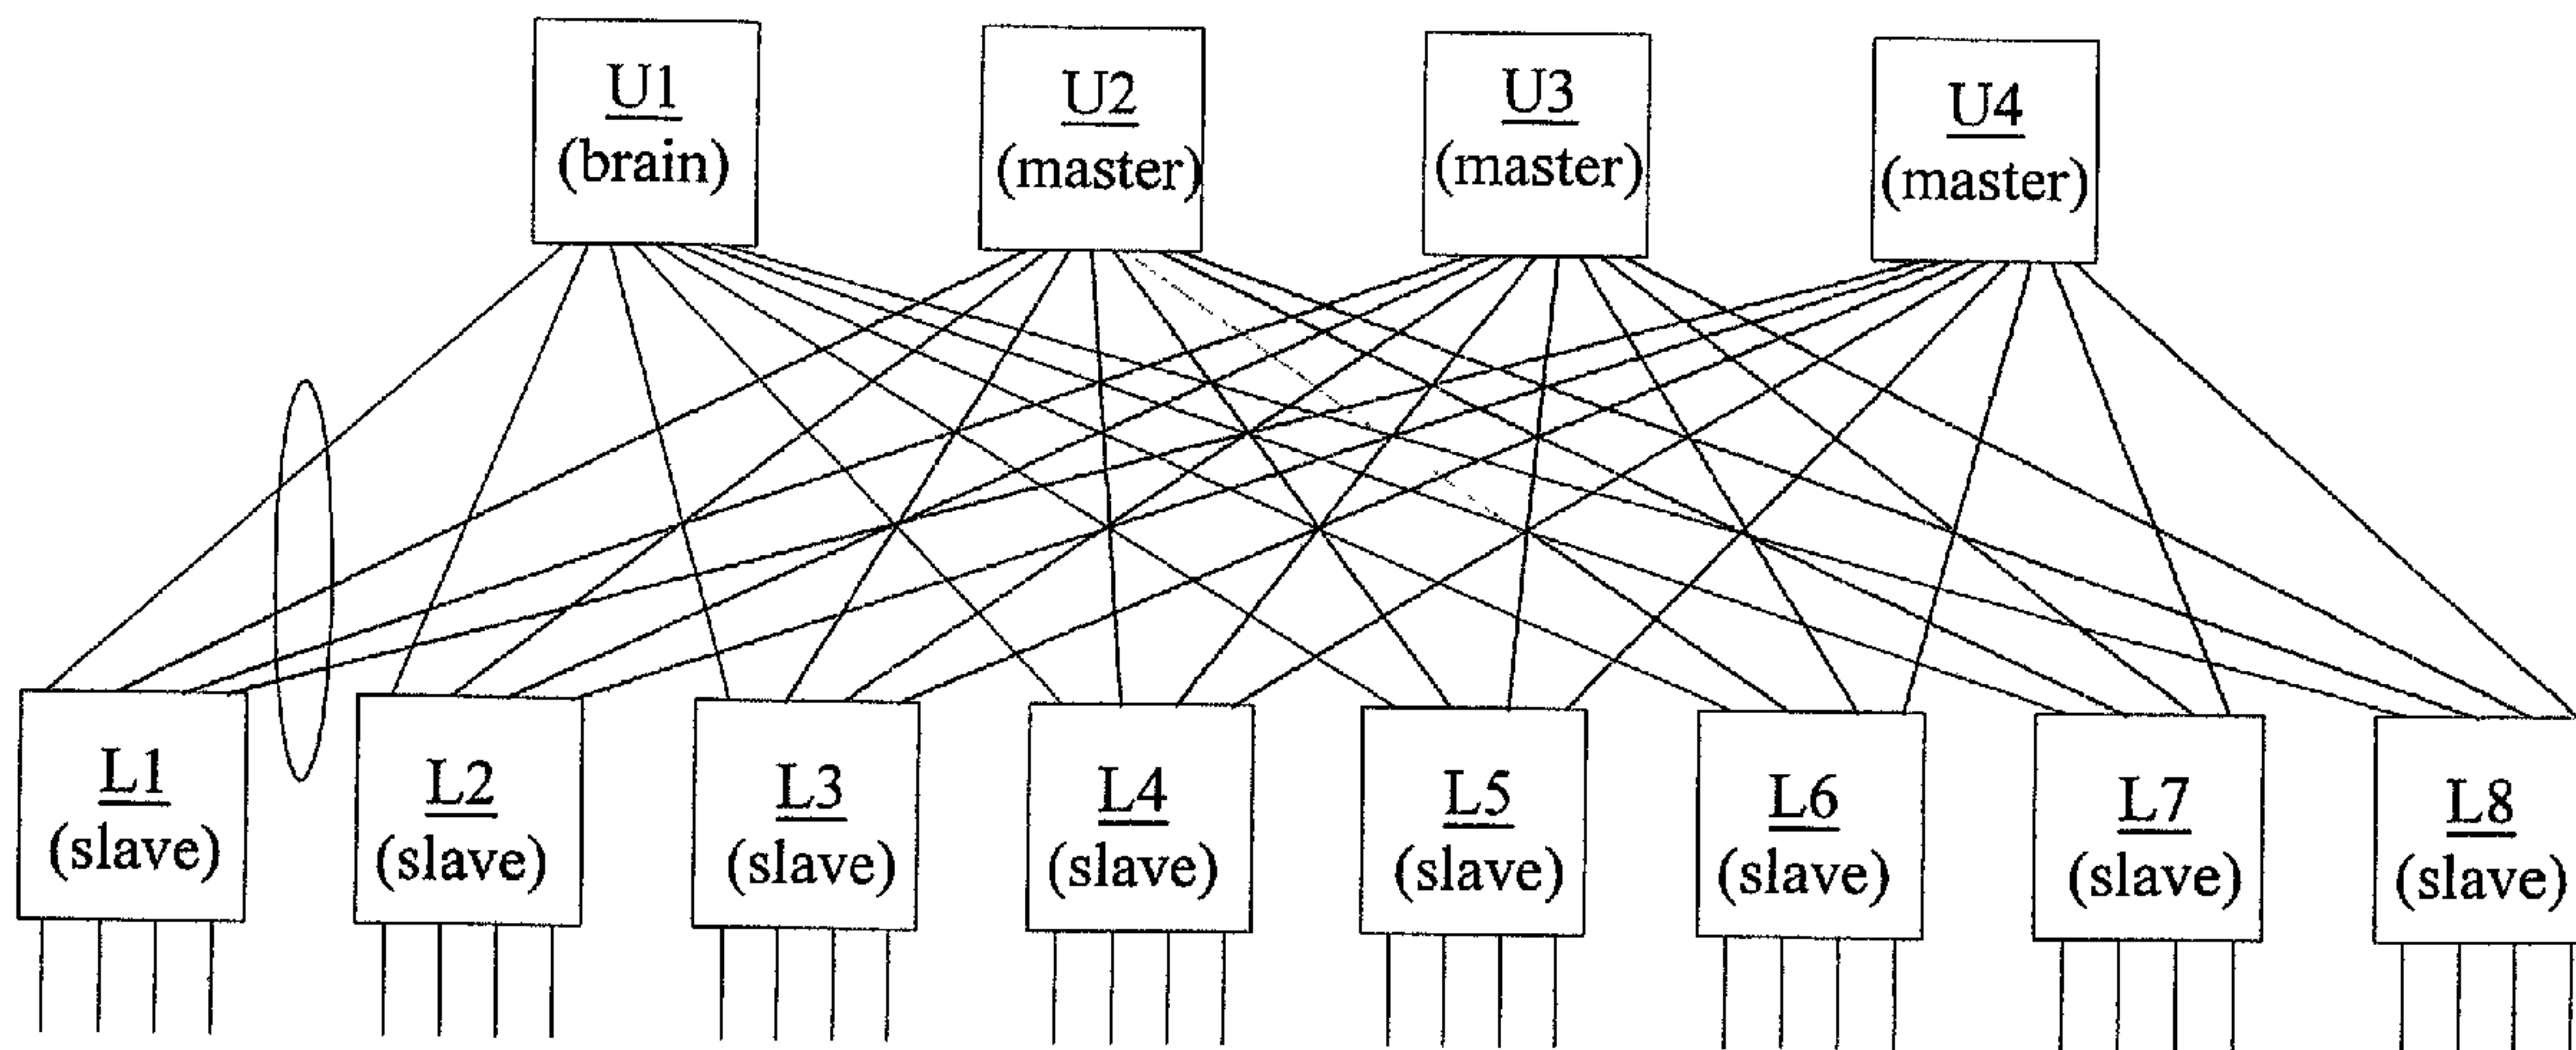 U1
(brain)
U2
(master)
U3
(master)
U4
(master)
L1
(slave)
L2
(slave)
L3
(slave)
L4
(slave)
L5
(slave)
L6
(slave)
L7
(slave)
L8
(slave)